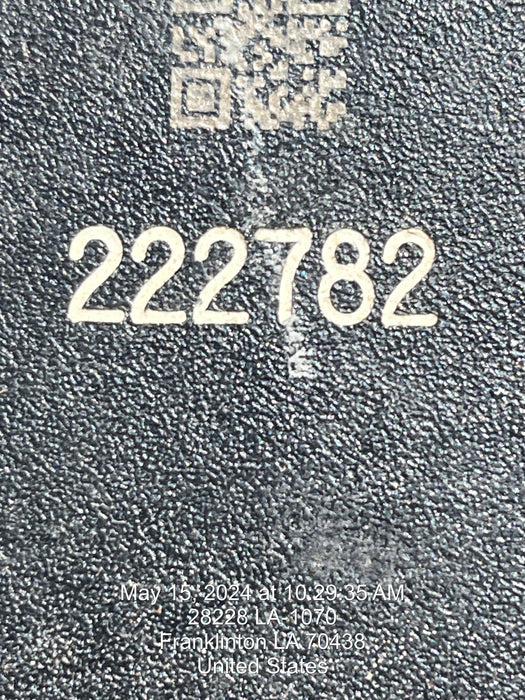 222782
May 15, 2024 at 10:29:35 AM
28228 LA-1070
Franklinton LA 70438
United States